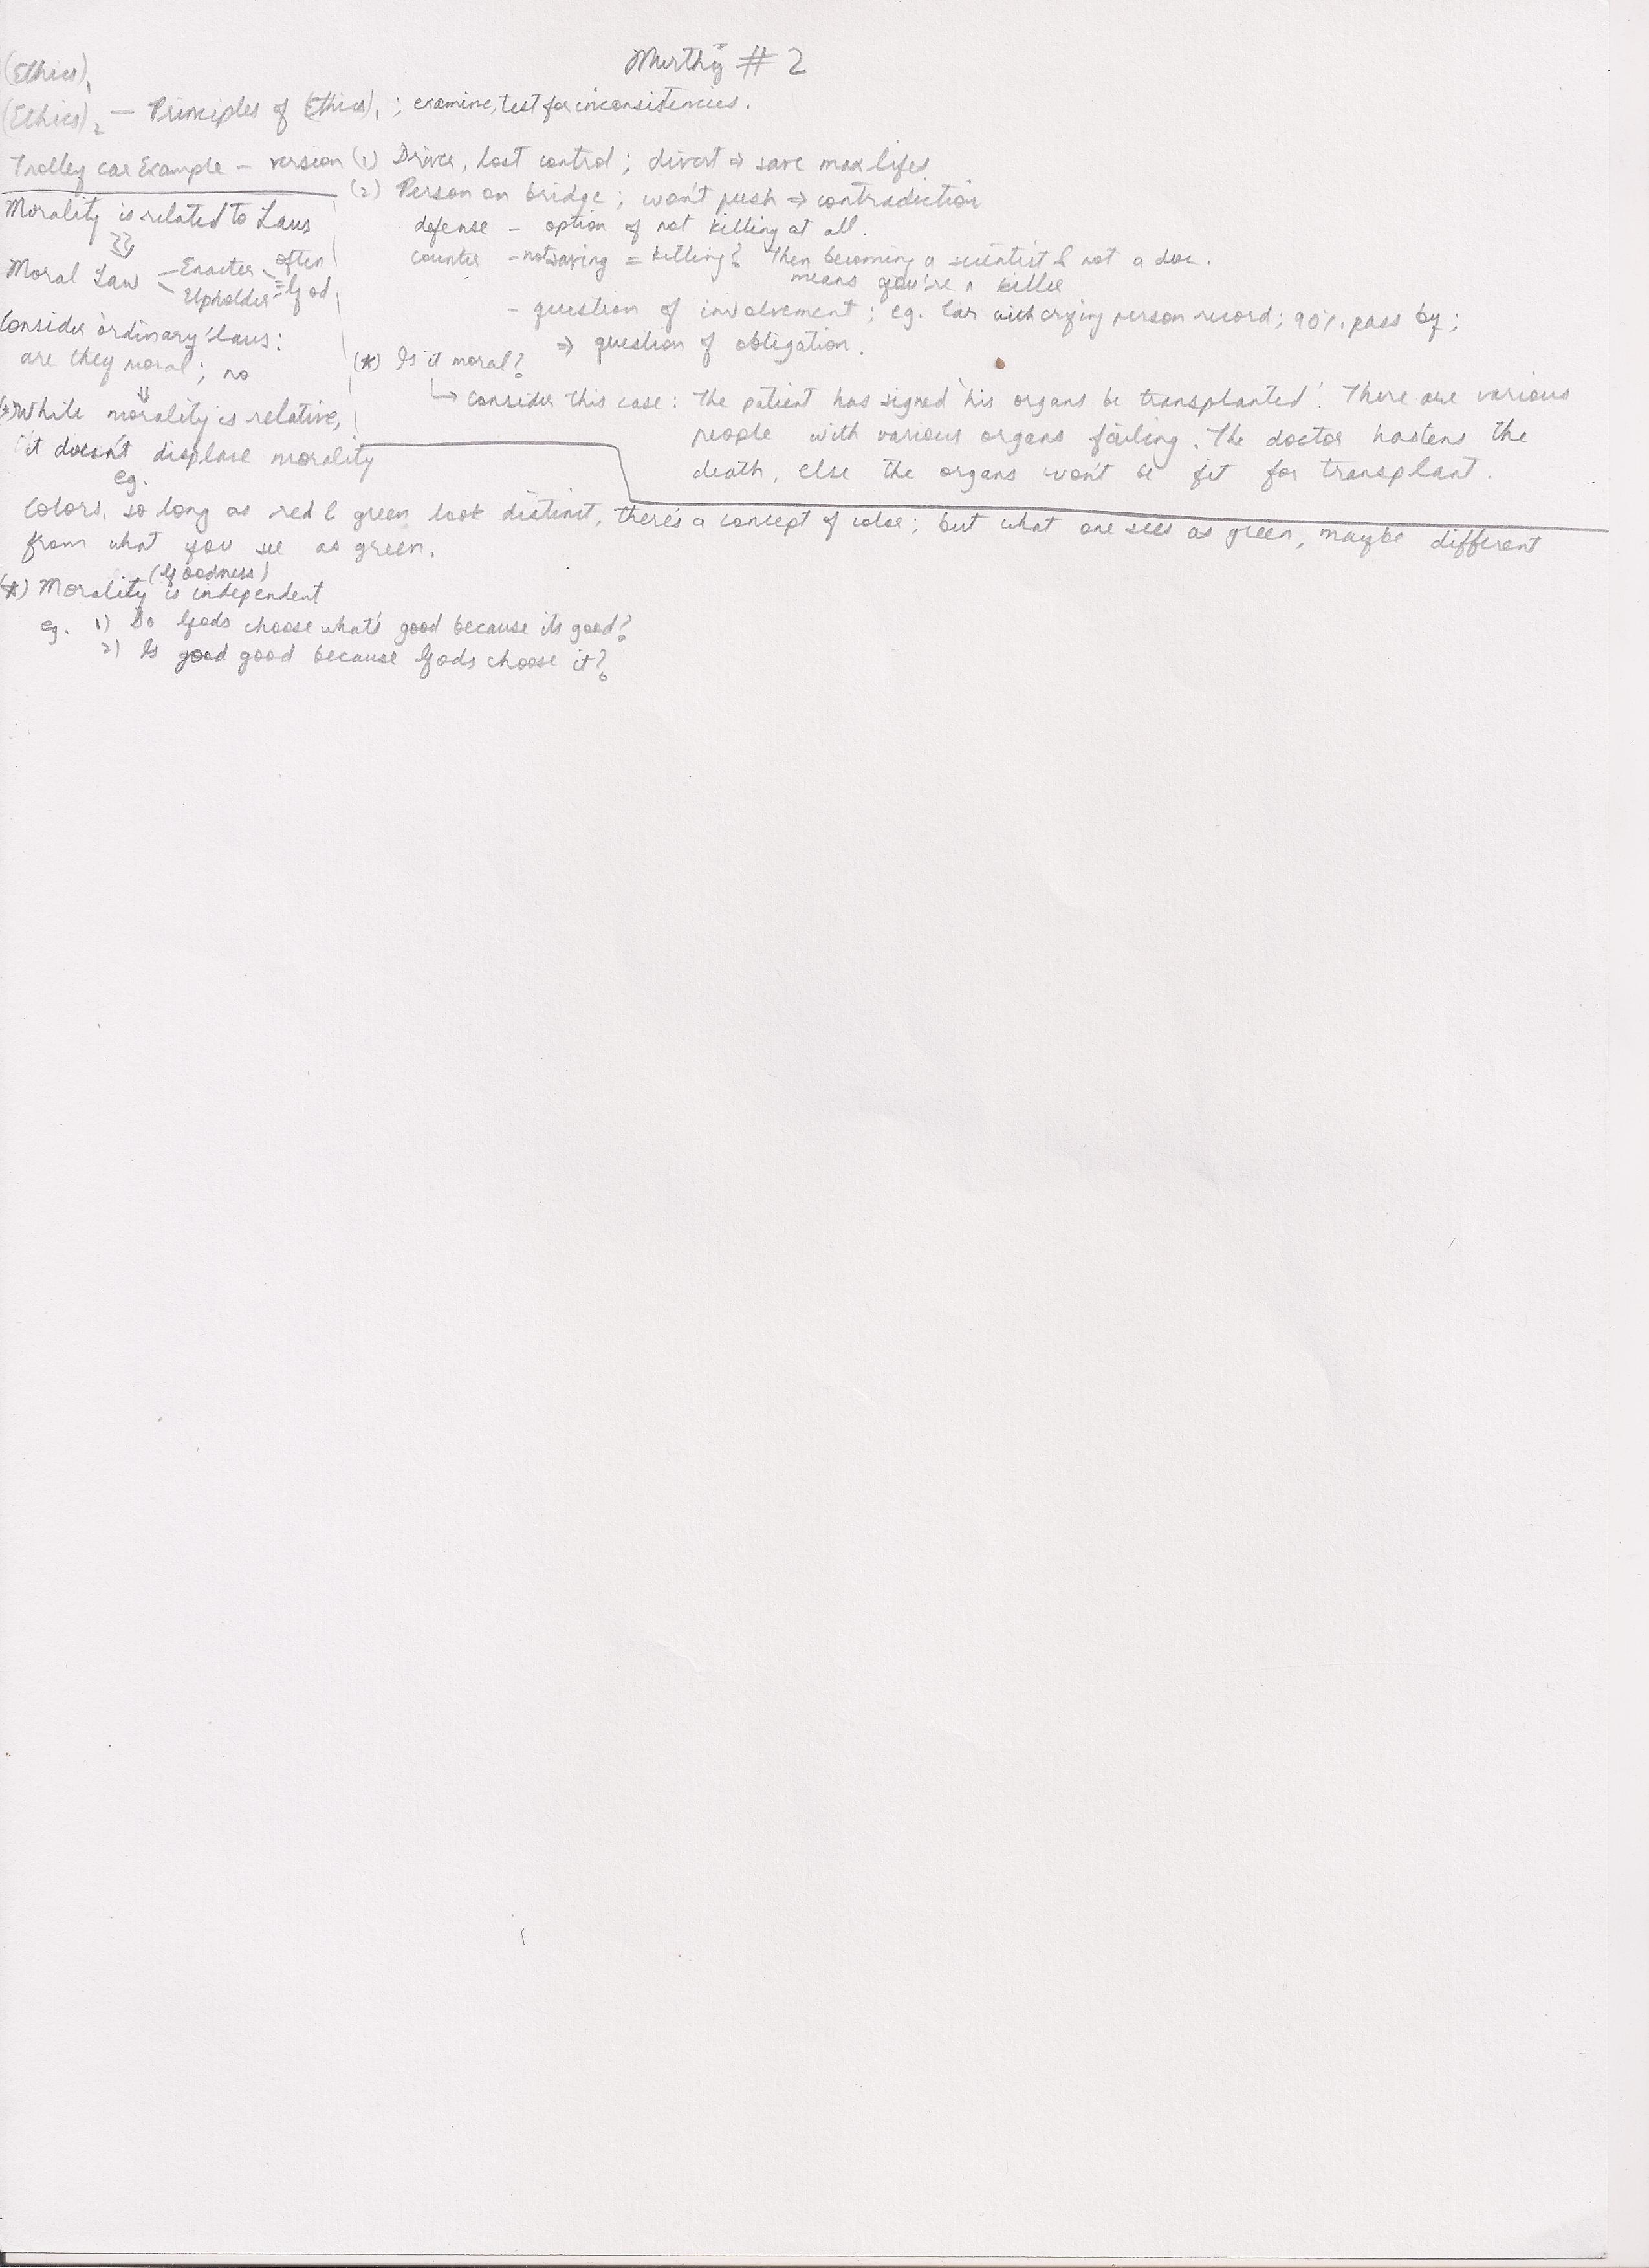 Murthy #2
(Ethics)₁
(Ethics)₂ — Principles of (Ethics)₁ ; examine, test for inconsistencies.
Trolley car Example – version (1) Driver, lost control ; divert ⇒ save max lifes
(2) Person on bridge ; won't push ⇒ contradiction
defense – option of not killing at all.
counter – not saving = killing? Then becoming a scientist & not a doc.
means you're a killer
– question of involvement ; eg. Car with crying person record ; 90% pass by ;
⇒ question of obligation.
(*) Is it moral?
↳ consider this case : The patient has signed 'his organs be transplanted'. There are various
people with various organs failing. The doctor hastens the
death, else the organs won't be fit for transplant.
Morality is related to Laws
Moral Law – Enacter often
Upholder = God
Consider 'ordinary' laws :
are they moral ; no
⇓
(*) While morality is relative,
it doesn't displace morality
eg.
Colors, so long as red & green look distinct, there's a concept of color ; but what one sees as green, maybe different
from what you see as green.
(Goodness)
(*) Morality is independent
eg. 1) Do Gods choose what's good because its good?
2) Is good good because Gods choose it?